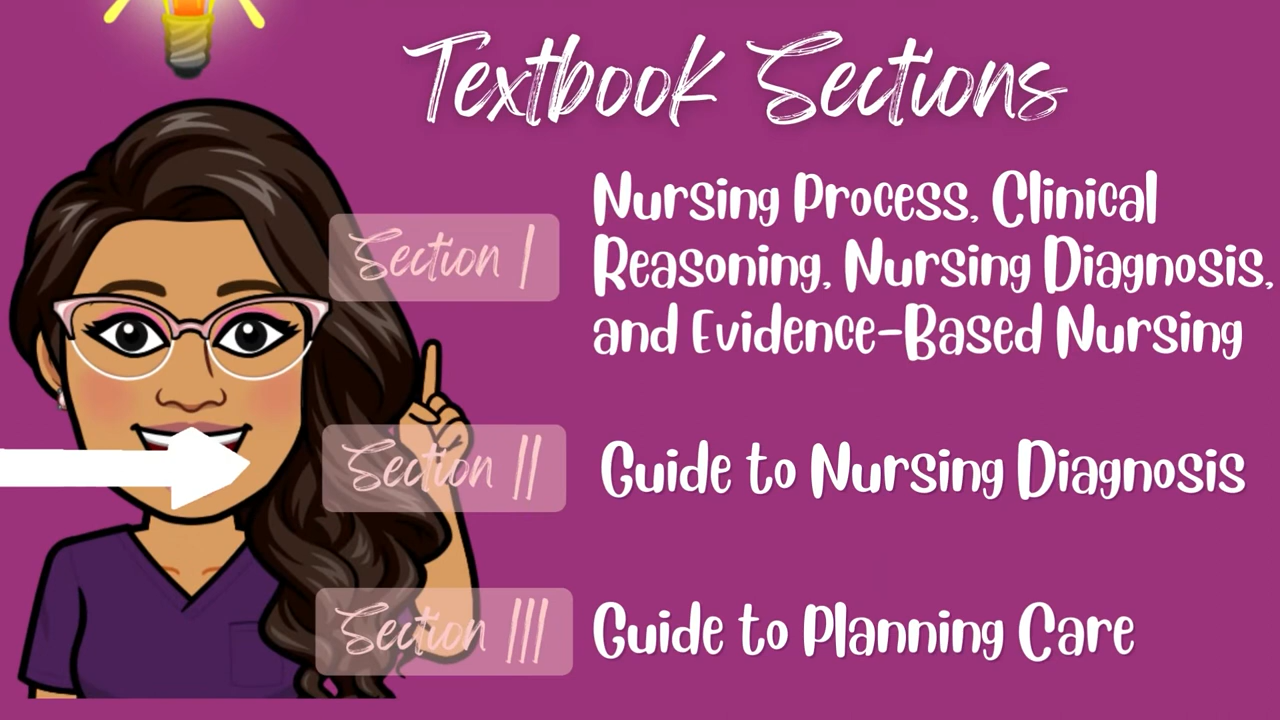 Textbook Sections
Section I
Nursing Process, Clinical
Reasoning, Nursing Diagnosis,
and Evidence-Based Nursing
Section II
Guide to Nursing Diagnosis
Section III
Guide to Planning Care